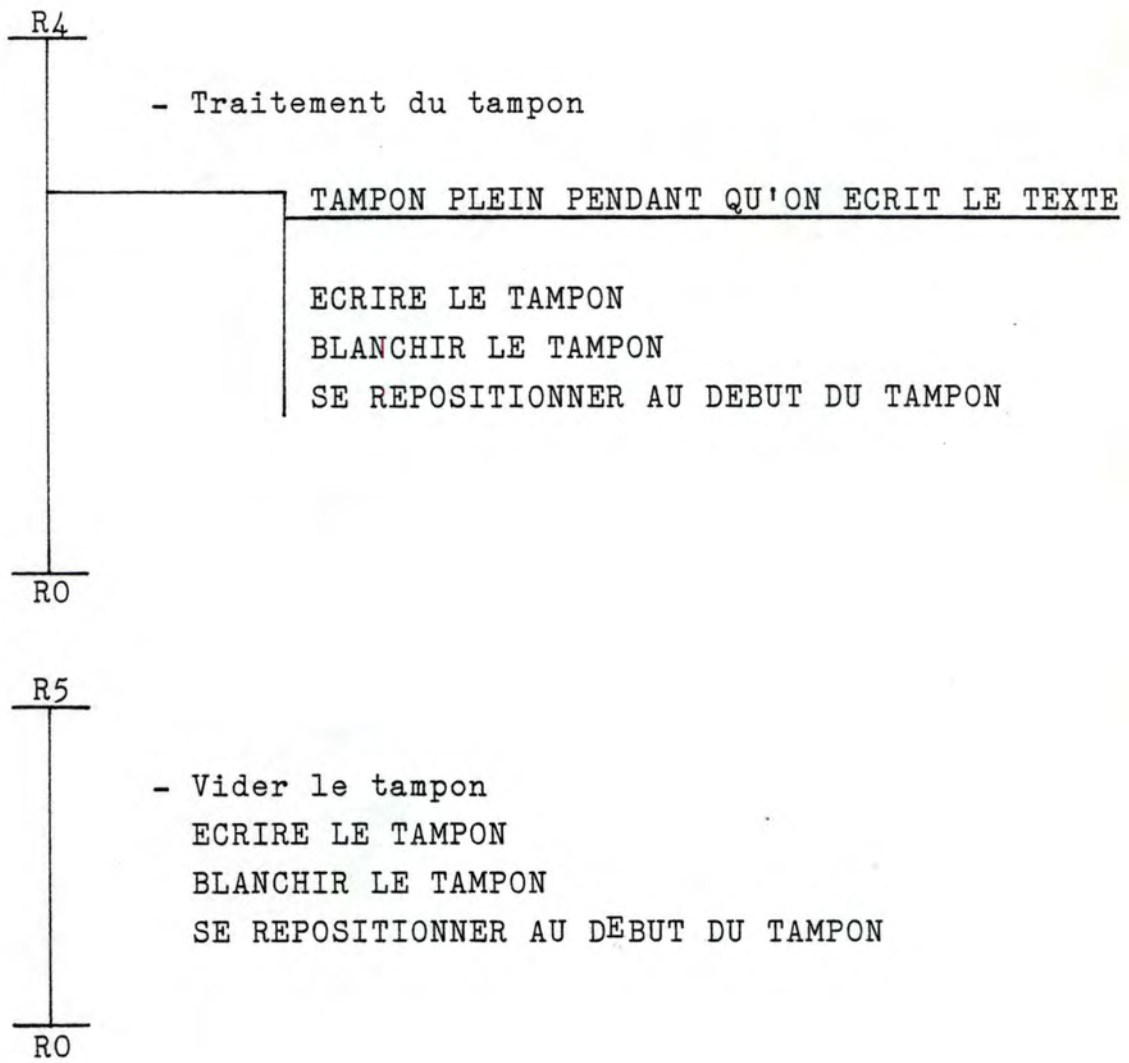 R4
- Traitement du tampon
TAMPON PLEIN PENDANT QU'ON ECRIT LE TEXTE
ECRIRE LE TAMPON
BLANCHIR LE TAMPON
SE REPOSITIONNER AU DEBUT DU TAMPON
RO
R5
- Vider le tampon
ECRIRE LE TAMPON
BLANCHIR LE TAMPON
SE REPOSITIONNER AU DEBUT DU TAMPON
RO